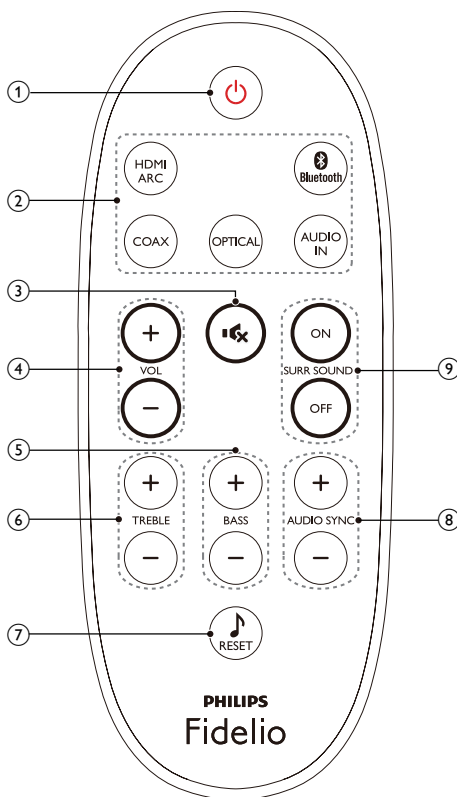 ①
HDMI
ARC
Bluetooth
②
COAX
OPTICAL
AUDIO
IN
③
+
ON
④
VOL
SURR SOUND
⑨
−
OFF
⑤
+
+
+
⑥
TREBLE
BASS
AUDIO SYNC
⑧
−
−
−
⑦
RESET
PHILIPS
Fidelio